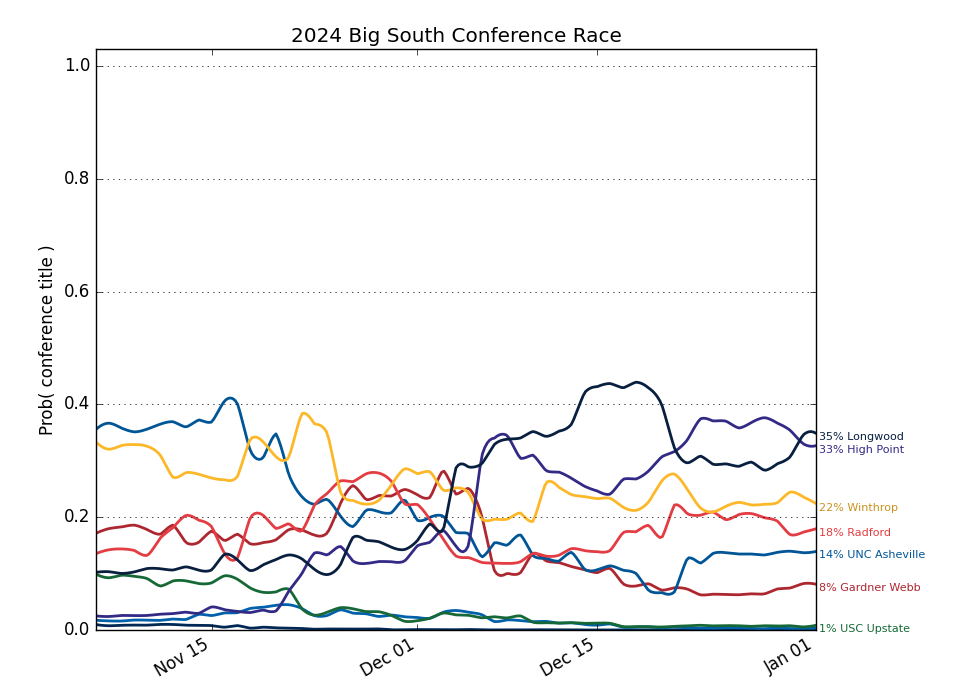 2024 Big South Conference Race
Prob( conference title )
1.0
0.8
0.6
0.4
0.2
0.0
Nov 15
Dec 01
Dec 15
Jan 01
35% Longwood
33% High Point
22% Winthrop
18% Radford
14% UNC Asheville
8% Gardner Webb
1% USC Upstate